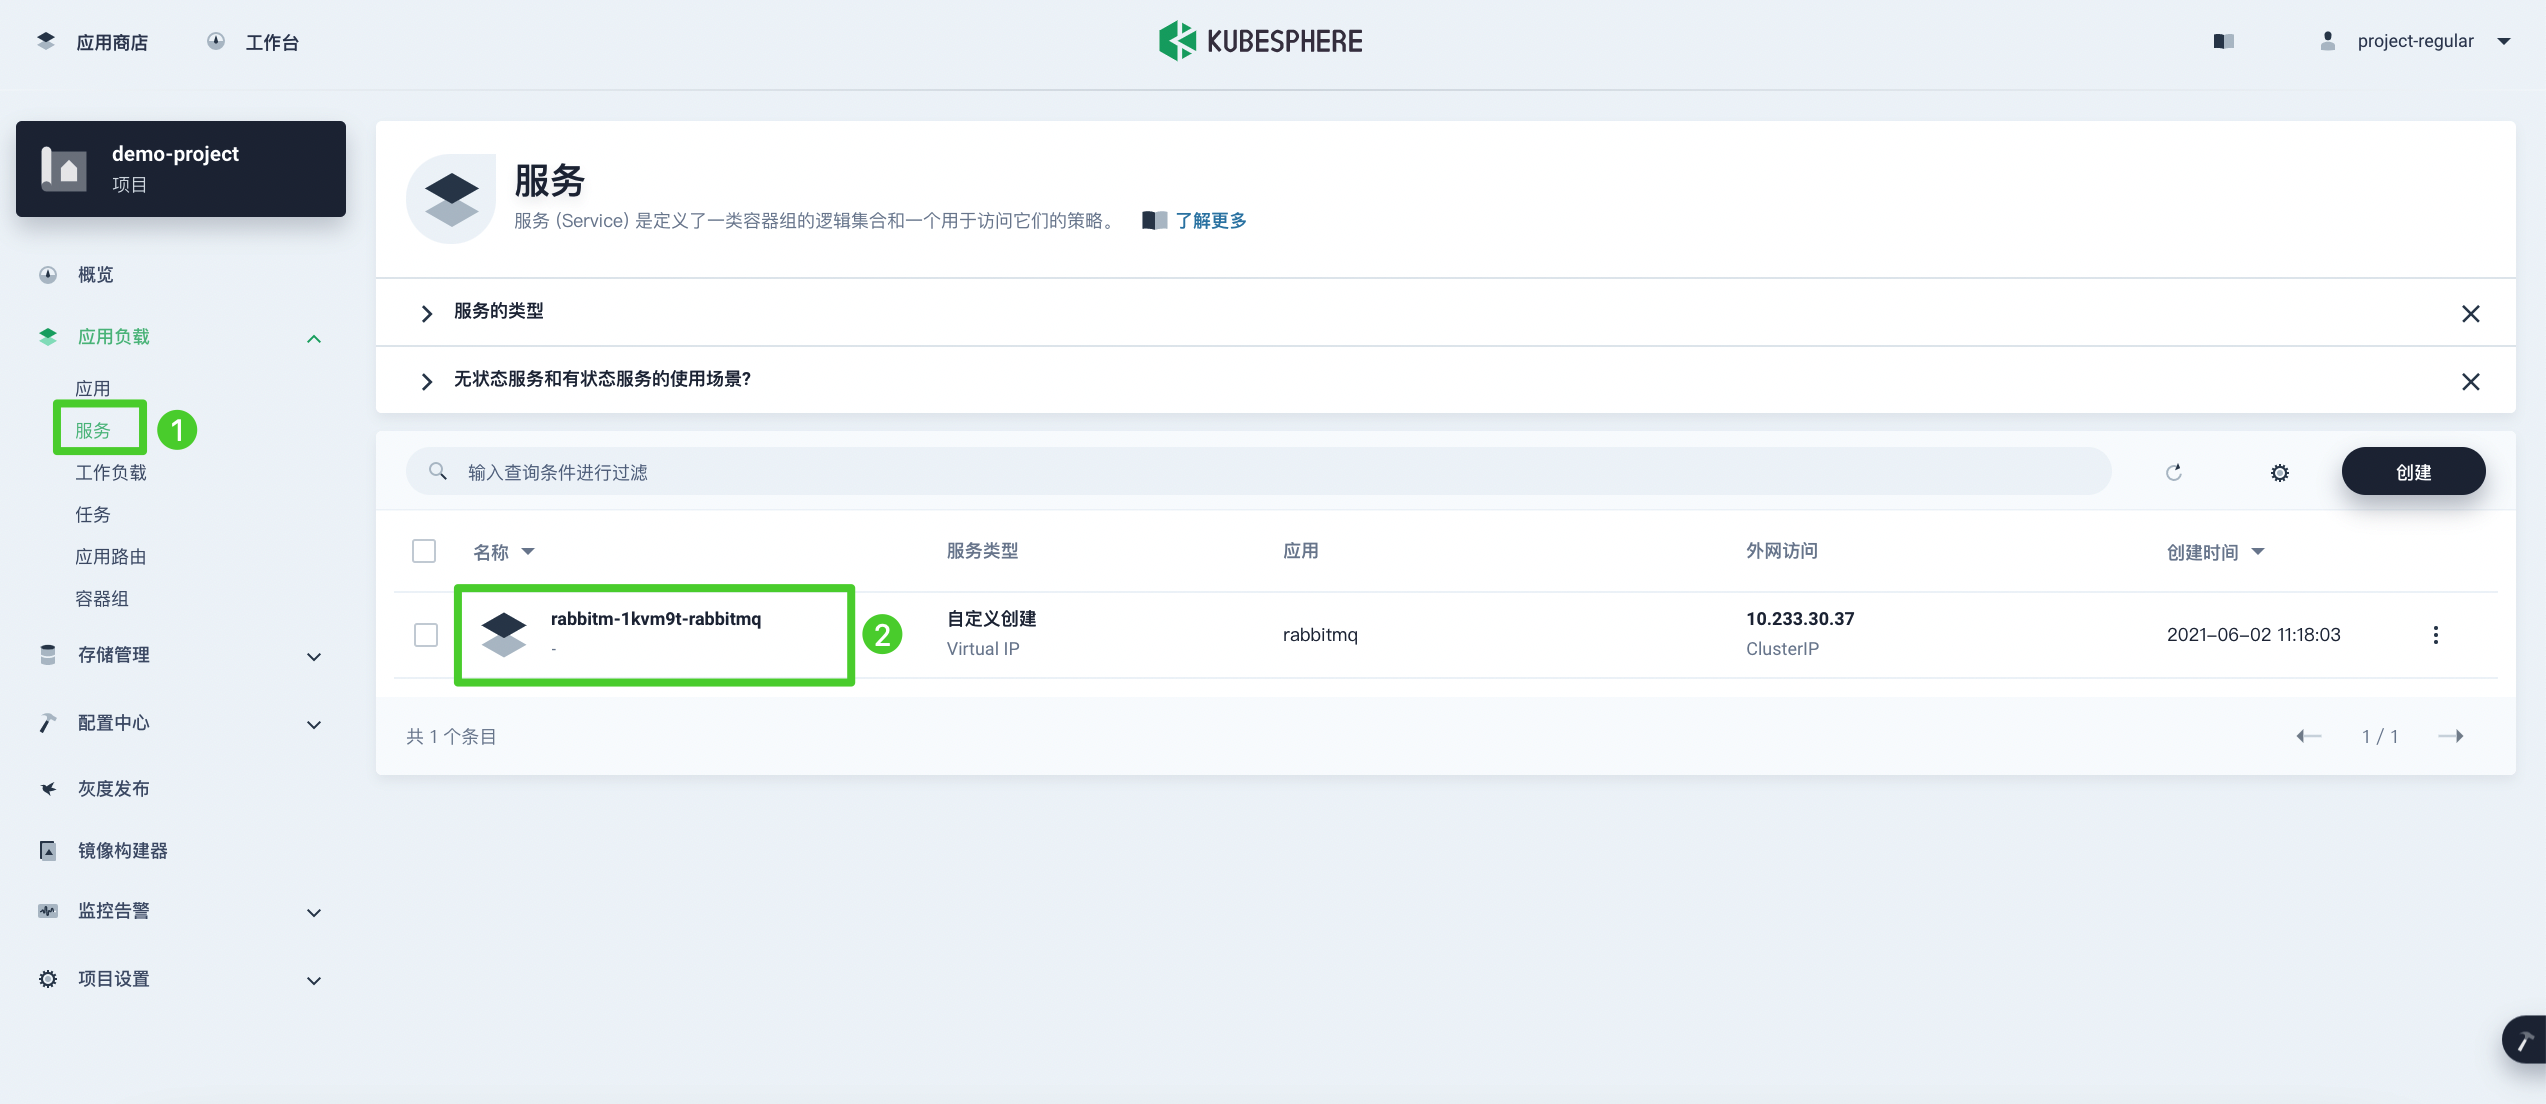 应用商店
工作台
KUBESPHERE
project-regular
demo-project
项目
概览
应用负载
应用
服务
1
工作负载
任务
应用路由
容器组
存储管理
配置中心
灰度发布
镜像构建器
监控告警
项目设置
服务
服务 (Service) 是定义了一类容器组的逻辑集合和一个用于访问它们的策略。
了解更多
服务的类型
无状态服务和有状态服务的使用场景?
输入查询条件进行过滤
创建
名称
服务类型
应用
外网访问
创建时间
rabbitm-1kvm9t-rabbitmq
-
2
自定义创建
Virtual IP
rabbitmq
10.233.30.37
ClusterIP
2021-06-02 11:18:03
共 1 个条目
1 / 1